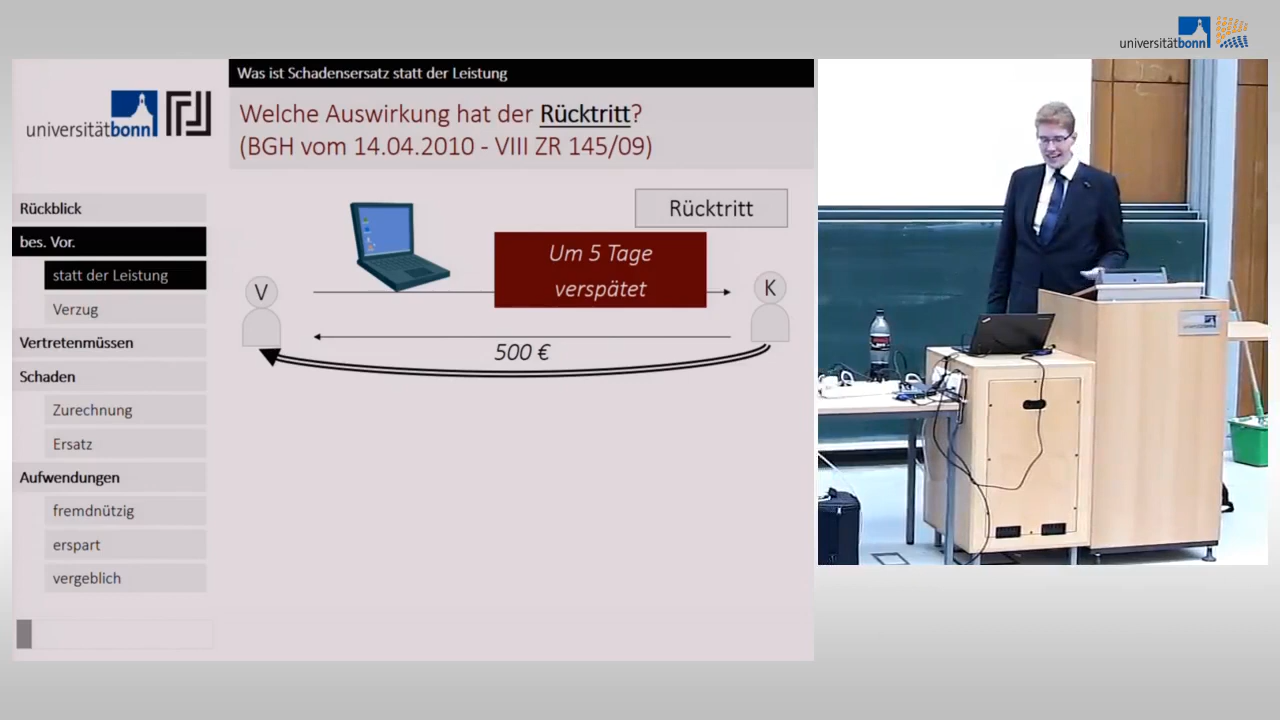 universitätbonn
Was ist Schadensersatz statt der Leistung
universitätbonn
Welche Auswirkung hat der Rücktritt?
(BGH vom 14.04.2010 - VIII ZR 145/09)
Rückblick
bes. Vor.
statt der Leistung
Verzug
Vertretenmüssen
Schaden
Zurechnung
Ersatz
Aufwendungen
fremdnützig
erspart
vergeblich
Rücktritt
Um 5 Tage
verspätet
V
K
500 €